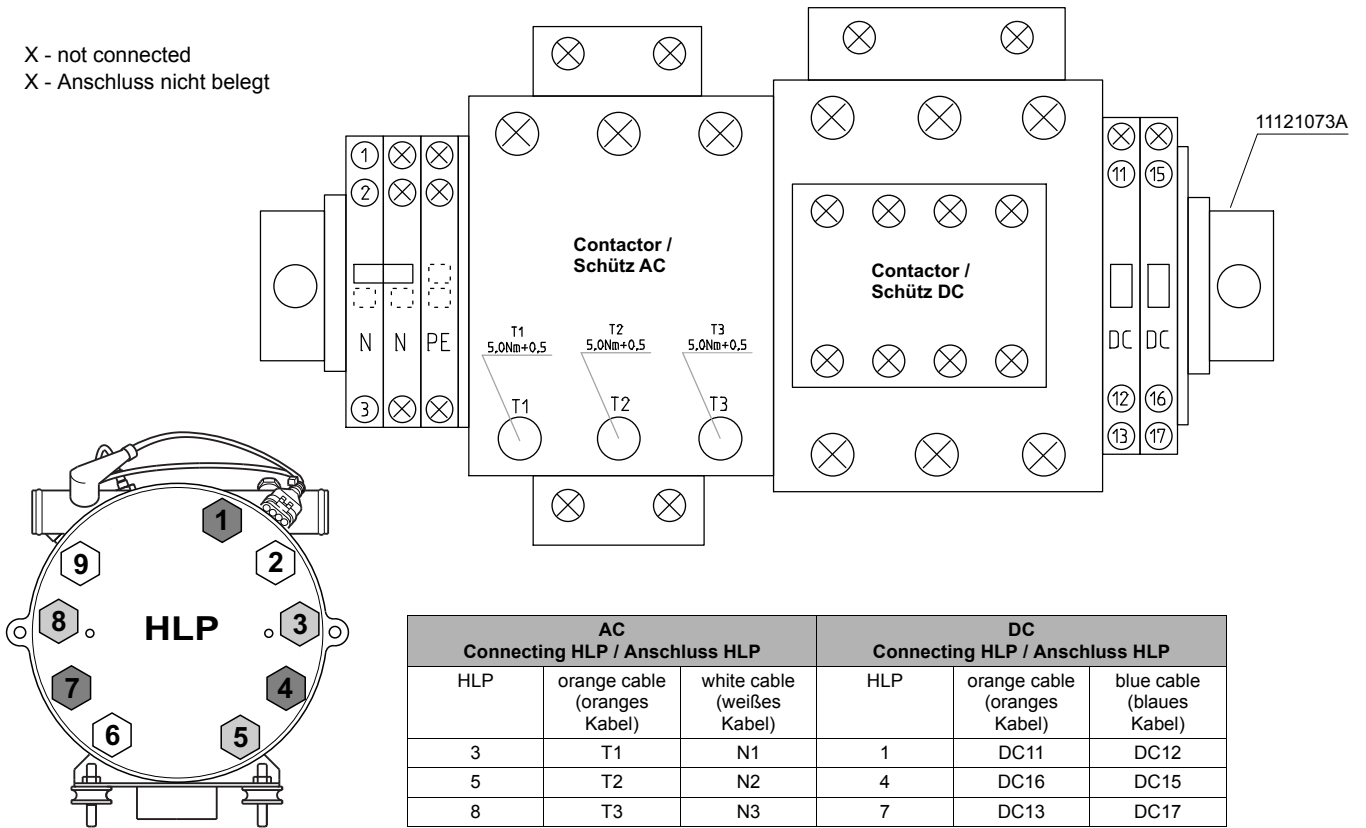 X - not connected
X - Anschluss nicht belegt
11121073A
1
2
11
15
Contactor /
Schütz AC
Contactor /
Schütz DC
N N PE
T1
5,0Nm+0,5
T2
5,0Nm+0,5
T3
5,0Nm+0,5
DC DC
T1 T2 T3
3
12
16
13
17
1
2
9
8
HLP
3
7
4
6
5
AC
Connecting HLP / Anschluss HLP
DC
Connecting HLP / Anschluss HLP
HLP
orange cable
(oranges
Kabel)
white cable
(weißes
Kabel)
HLP
orange cable
(oranges
Kabel)
blue cable
(blaues
Kabel)
3 T1 N1 1 DC11 DC12
5 T2 N2 4 DC16 DC15
8 T3 N3 7 DC13 DC17